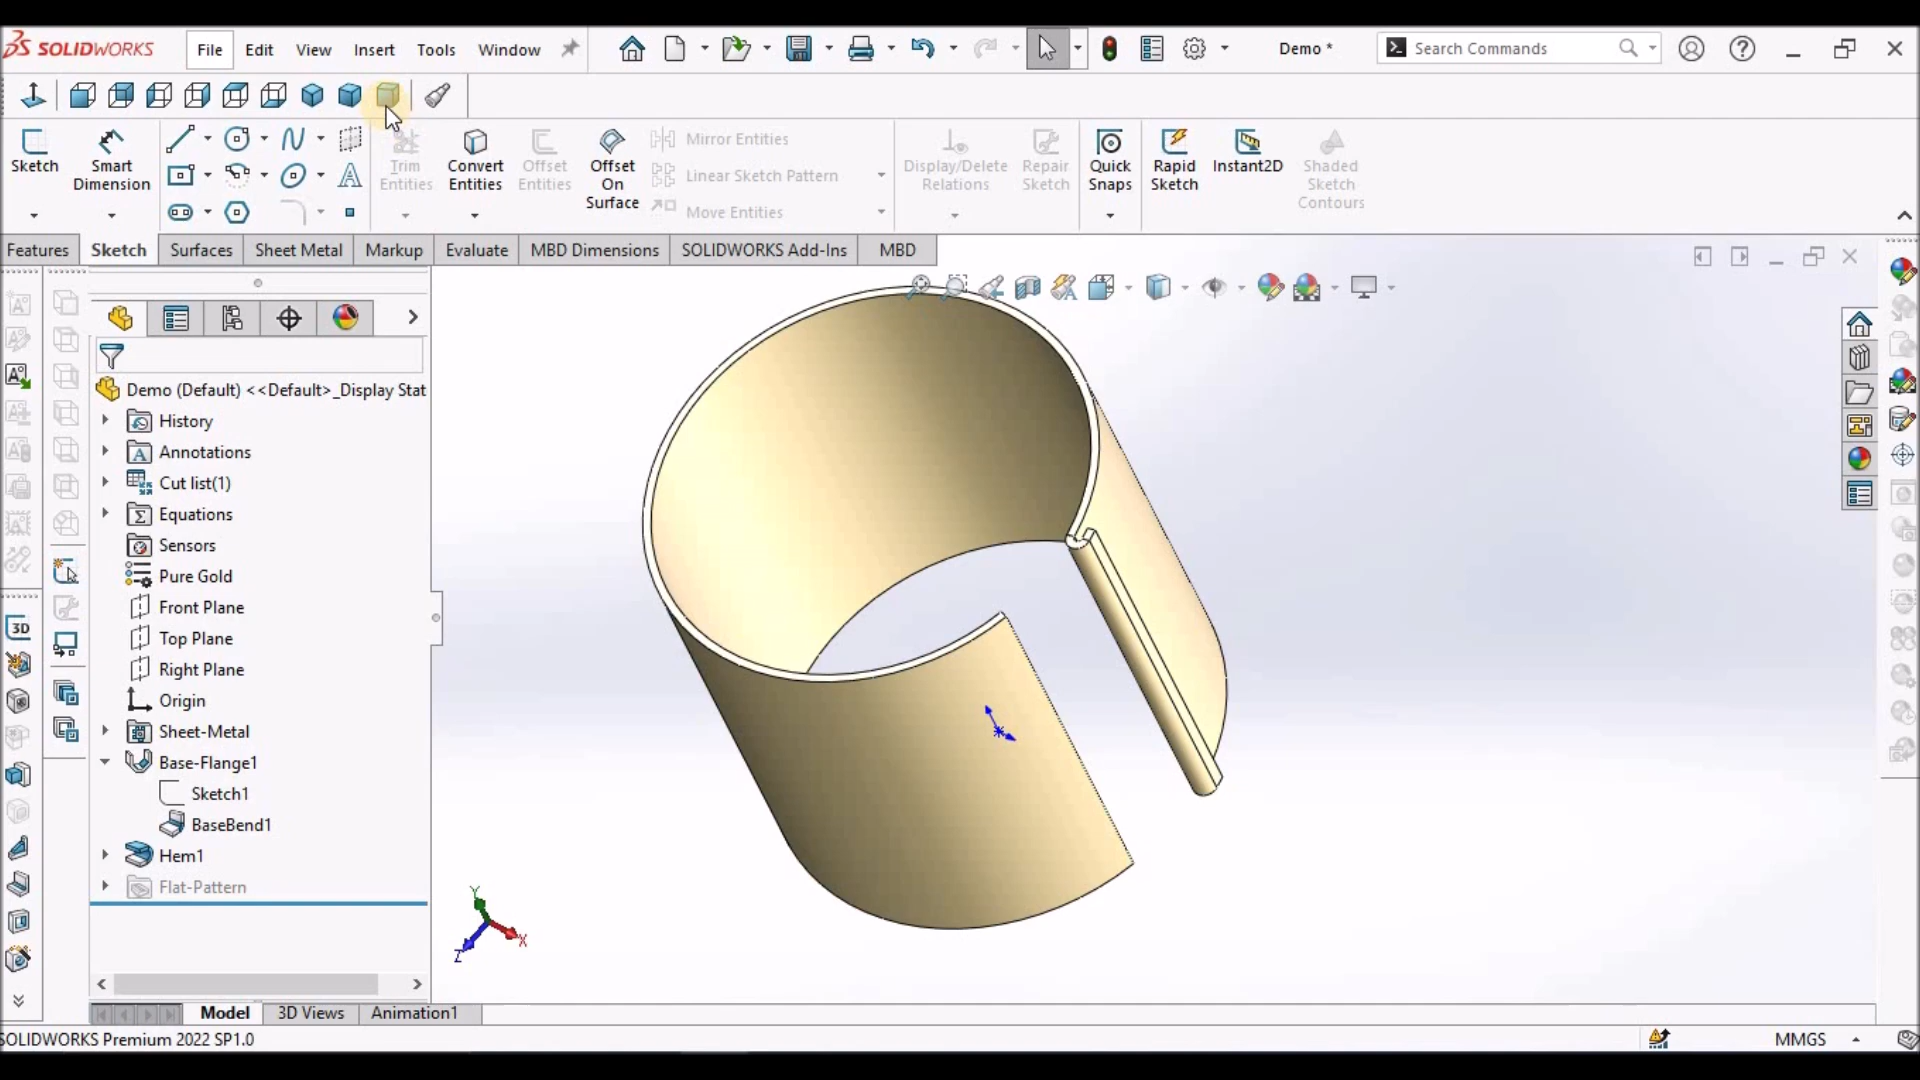 SOLIDWORKS File Edit View Insert Tools Window Demo * Search Commands
Sketch Smart Dimension Trim Entities Convert Entities Offset Entities Offset On Surface Mirror Entities Linear Sketch Pattern Move Entities Display/Delete Relations Repair Sketch Quick Snaps Rapid Sketch Instant2D Shaded Sketch Contours
Features Sketch Surfaces Sheet Metal Markup Evaluate MBD Dimensions SOLIDWORKS Add-Ins MBD
Demo (Default) <<Default>_Display Stat
History
Annotations
Cut list(1)
Equations
Sensors
Pure Gold
Front Plane
Top Plane
Right Plane
Origin
Sheet-Metal
Base-Flange1
Sketch1
BaseBend1
Hem1
Flat-Pattern
3D
Y
X
Z
Model 3D Views Animation1
SOLIDWORKS Premium 2022 SP1.0 MMGS